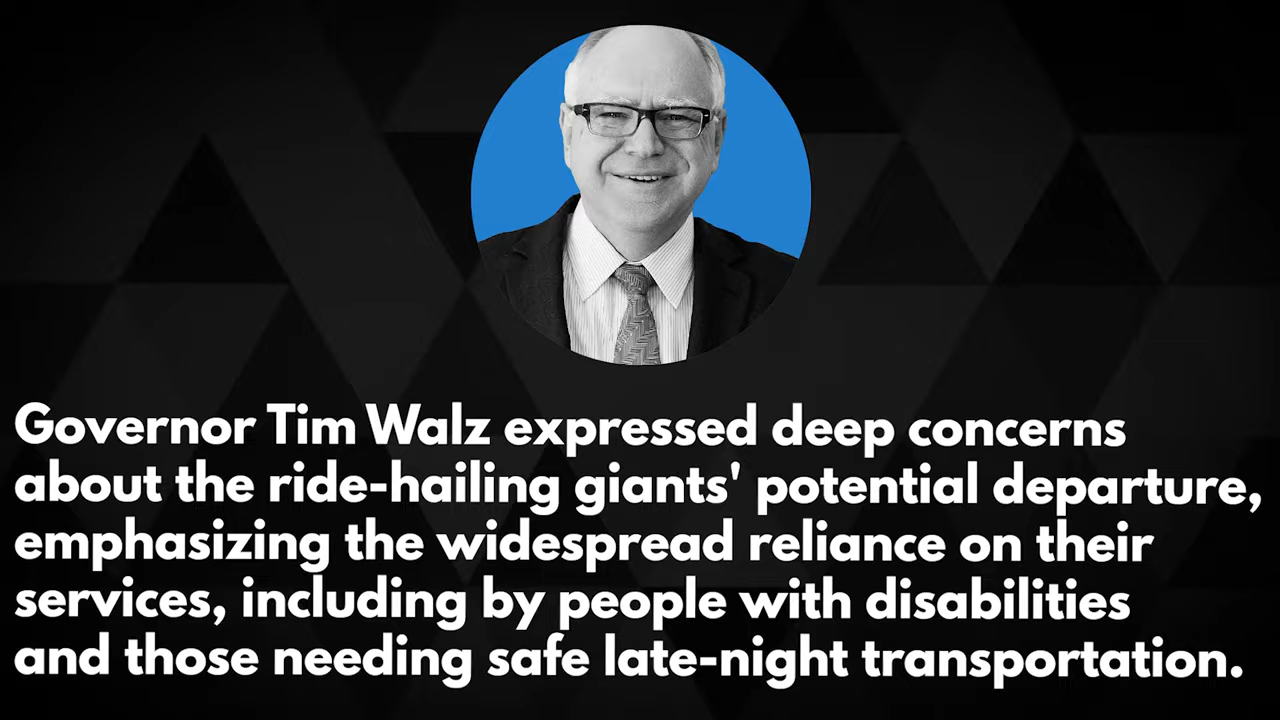 Governor Tim Walz expressed deep concerns
about the ride-hailing giants' potential departure,
emphasizing the widespread reliance on their
services, including by people with disabilities
and those needing safe late-night transportation.